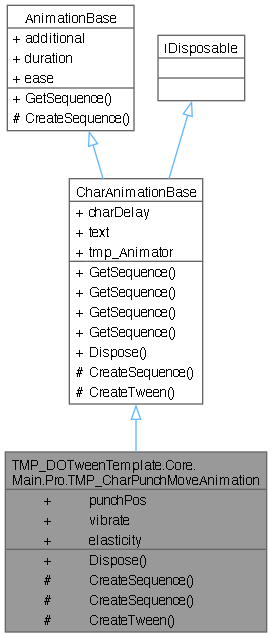 AnimationBase
+ additional
+ duration
+ ease
+ GetSequence()
# CreateSequence()
IDisposable
CharAnimationBase
+ charDelay
+ text
+ tmp_Animator
+ GetSequence()
+ GetSequence()
+ GetSequence()
+ GetSequence()
+ Dispose()
# CreateSequence()
# CreateTween()
TMP_DOTweenTemplate.Core.
Main.Pro.TMP_CharPunchMoveAnimation
+ punchPos
+ vibrate
+ elasticity
+ Dispose()
# CreateSequence()
# CreateSequence()
# CreateTween()